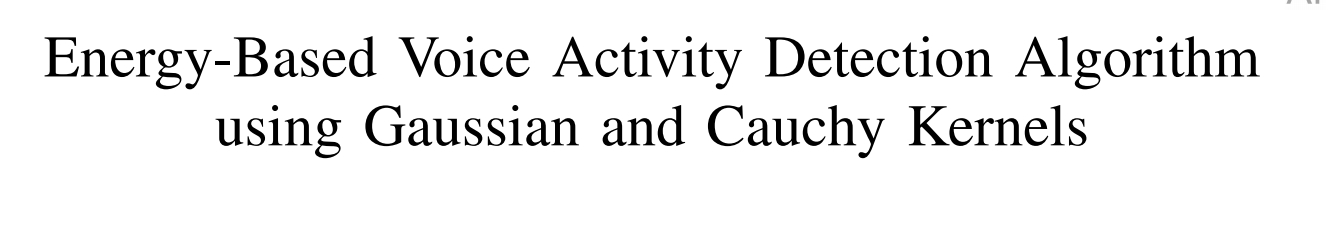 Energy-Based Voice Activity Detection Algorithm
using Gaussian and Cauchy Kernels